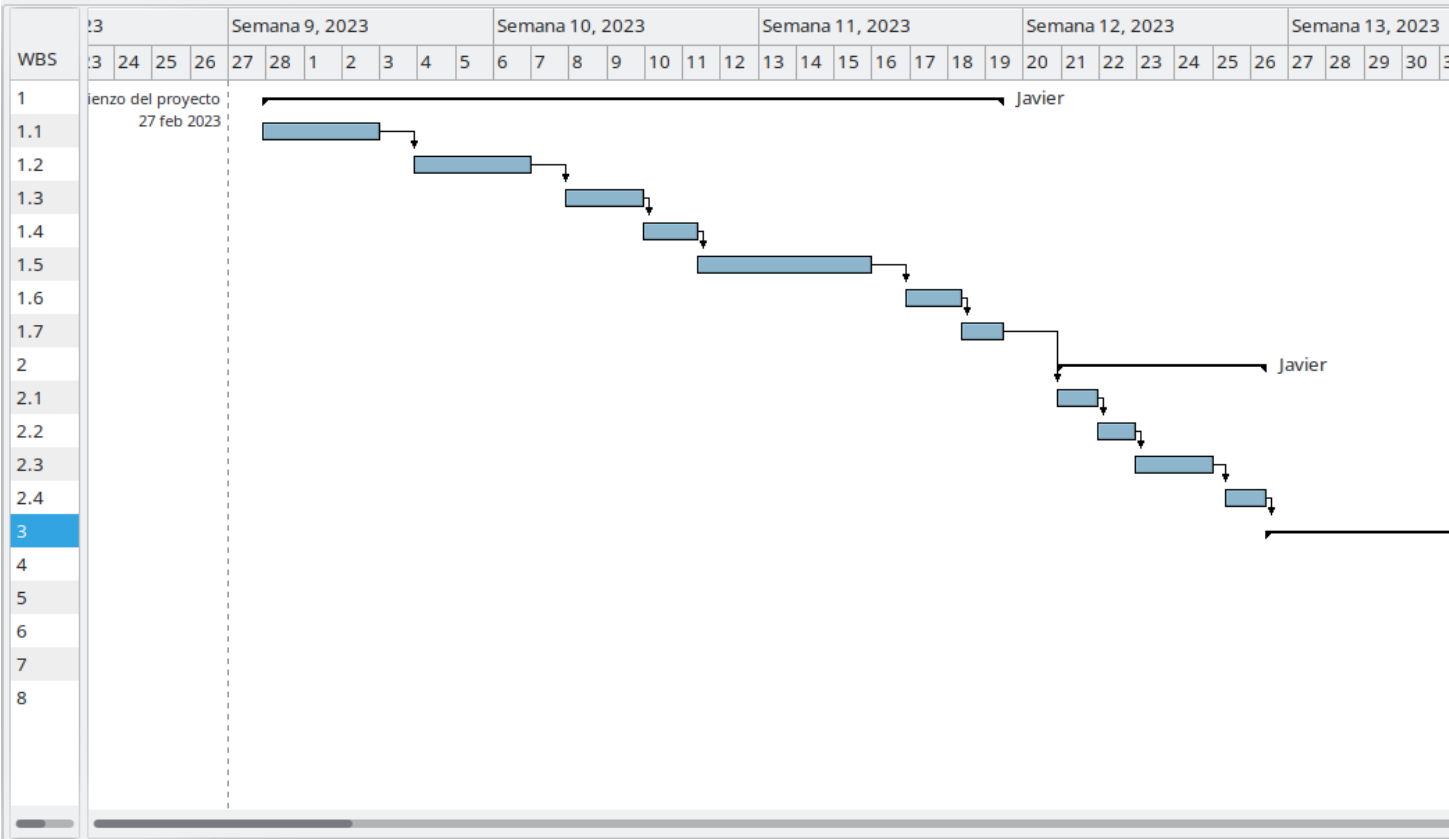 WBS
23
Semana 9, 2023
Semana 10, 2023
Semana 11, 2023
Semana 12, 2023
Semana 13, 2023
24 25 26 27 28 1 2 3 4 5 6 7 8 9 10 11 12 13 14 15 16 17 18 19 20 21 22 23 24 25 26 27 28 29 30
1
ienzo del proyecto
27 feb 2023
Javier
1.1
1.2
1.3
1.4
1.5
1.6
1.7
2
Javier
2.1
2.2
2.3
2.4
3
4
5
6
7
8